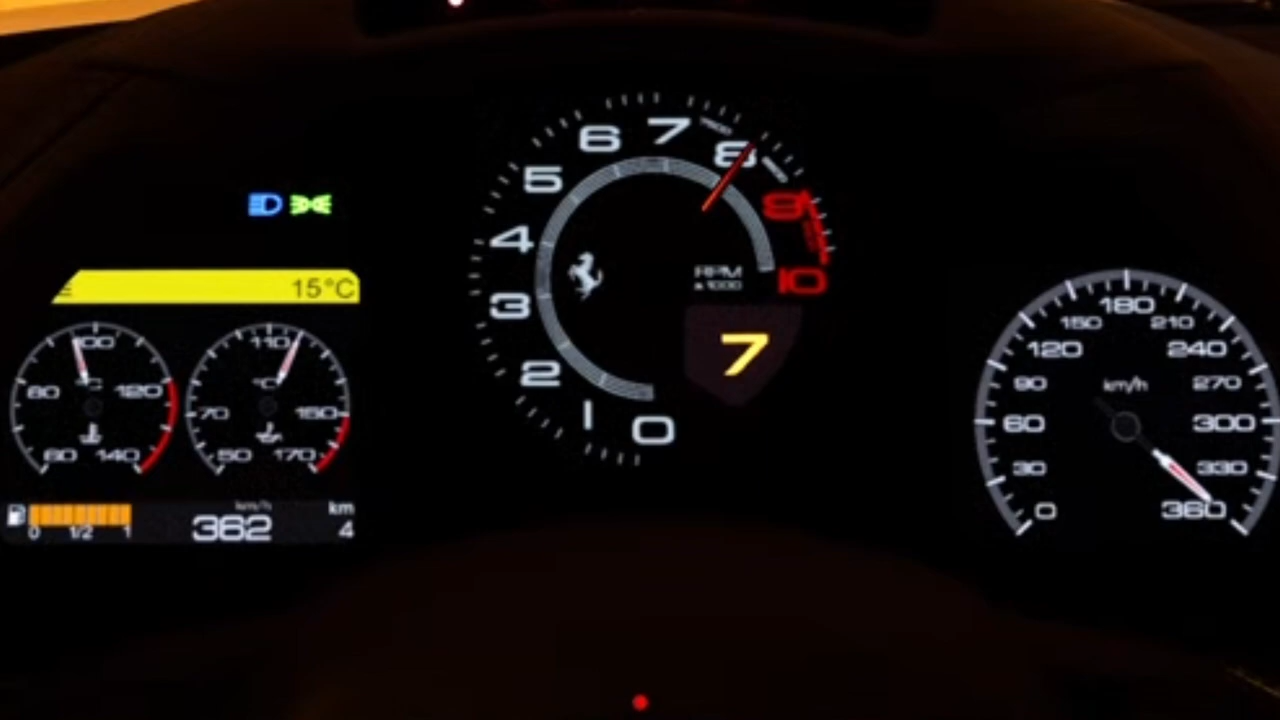 6 7 7500 8
5 9
4
3 RPM
x 1000 10
2 7
1 0
15°C
100
°C
80 120
60 140
110
°C
70 150
50 170
km/h km
0 1/2 1 362 4
180
150 210
120 240
90 km/h 270
60 300
30 330
0 360